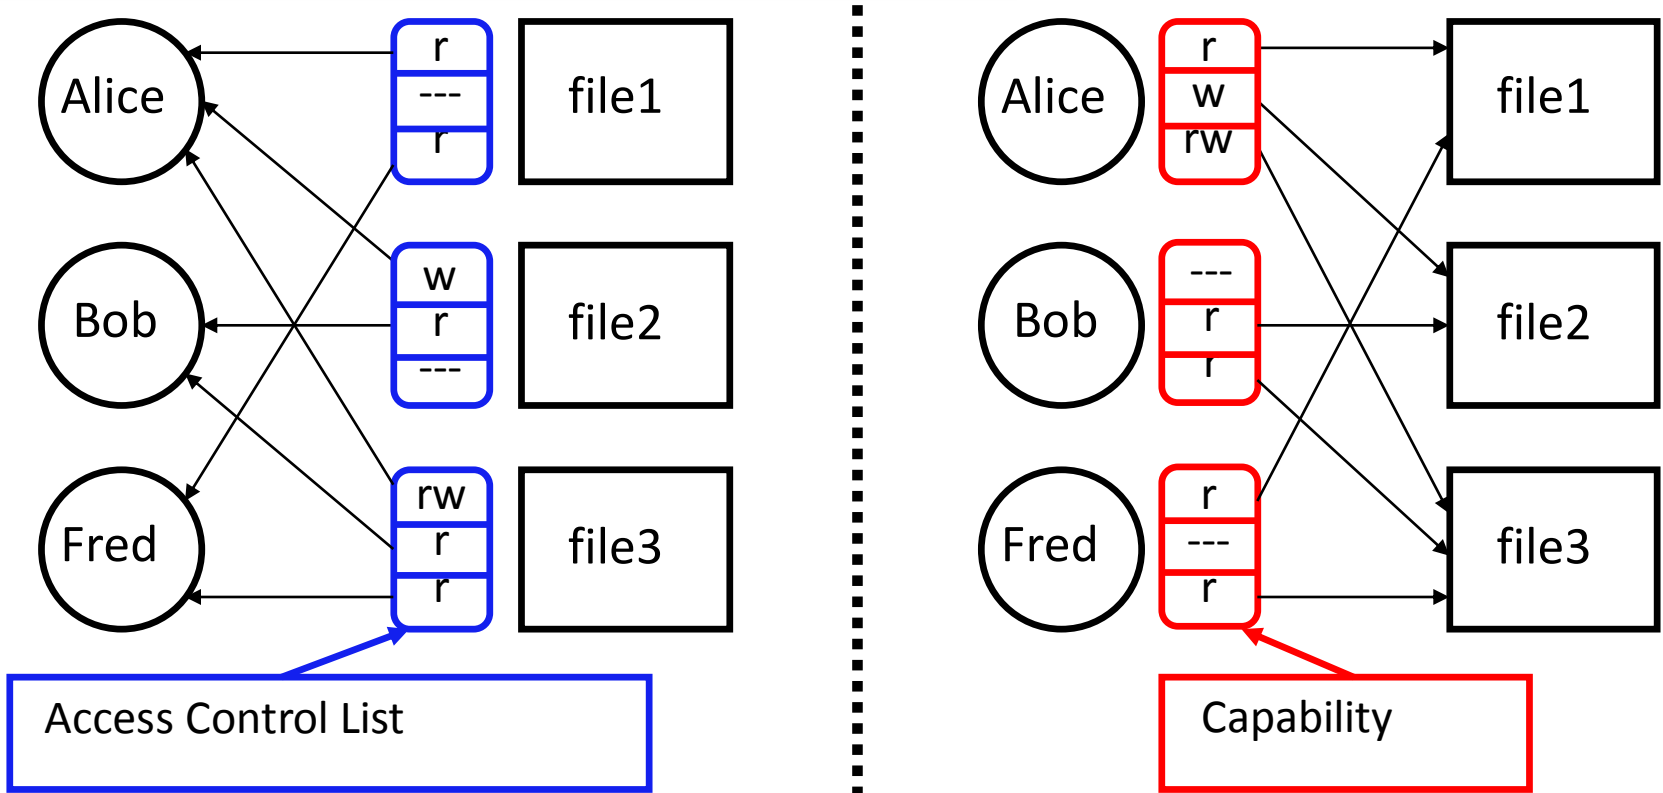 Alice
r
---
r
file1
Bob
w
r
---
file2
Fred
rw
r
r
file3
Access Control List
Alice
r
w
rw
file1
Bob
---
r
r
file2
Fred
r
---
r
file3
Capability